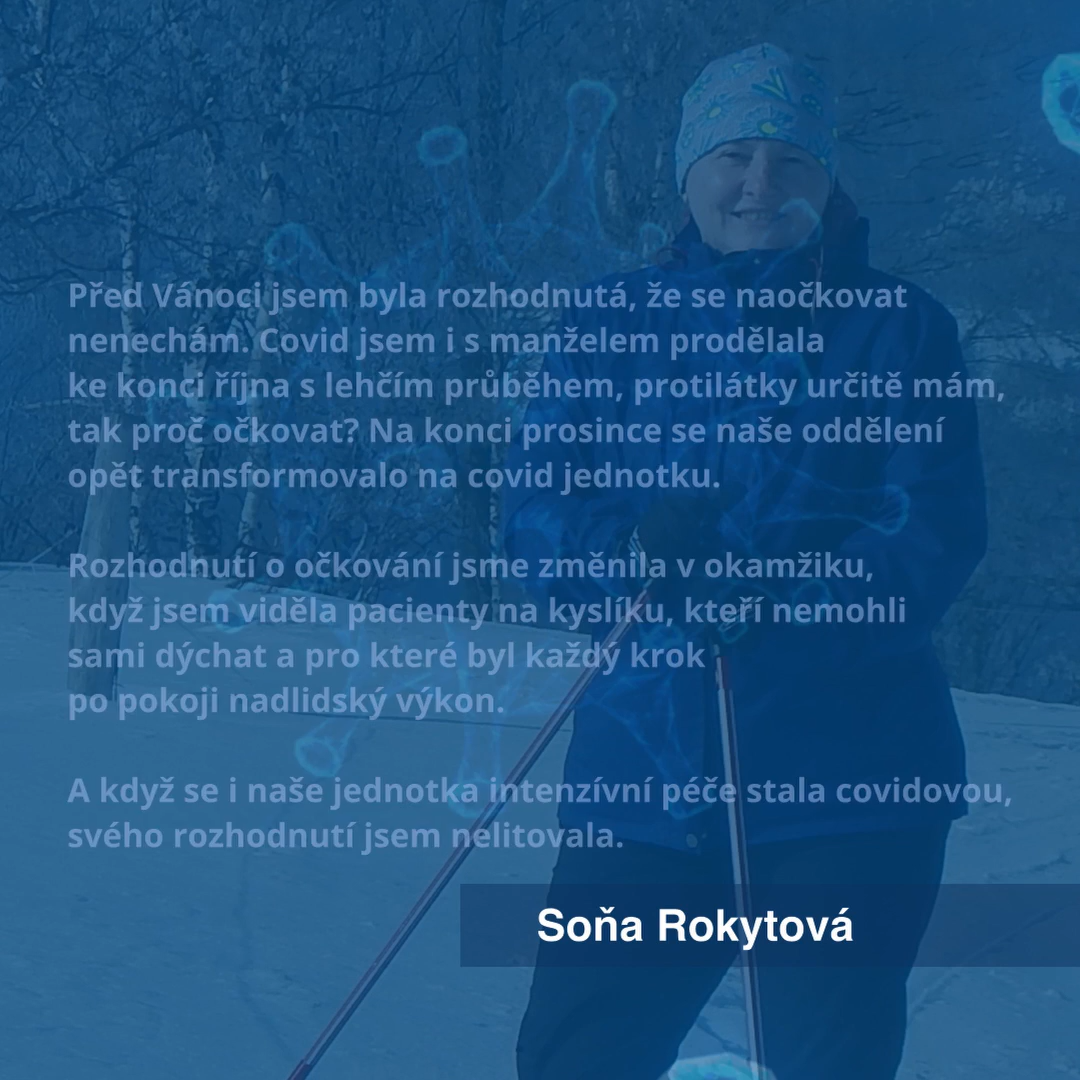 Před Vánoci jsem byla rozhodnutá, že se naočkovat
nenechám. Covid jsem i s manželem prodělala
ke konci října s lehčím průběhem, protilátky určitě mám,
tak proč očkovat? Na konci prosince se naše oddělení
opět transformovalo na covid jednotku.
Rozhodnutí o očkování jsme změnila v okamžiku,
když jsem viděla pacienty na kyslíku, kteří nemohli
sami dýchat a pro které byl každý krok
po pokoji nadlidský výkon.
A když se i naše jednotka intenzívní péče stala covidovou,
svého rozhodnutí jsem nelitovala.
Soňa Rokytová